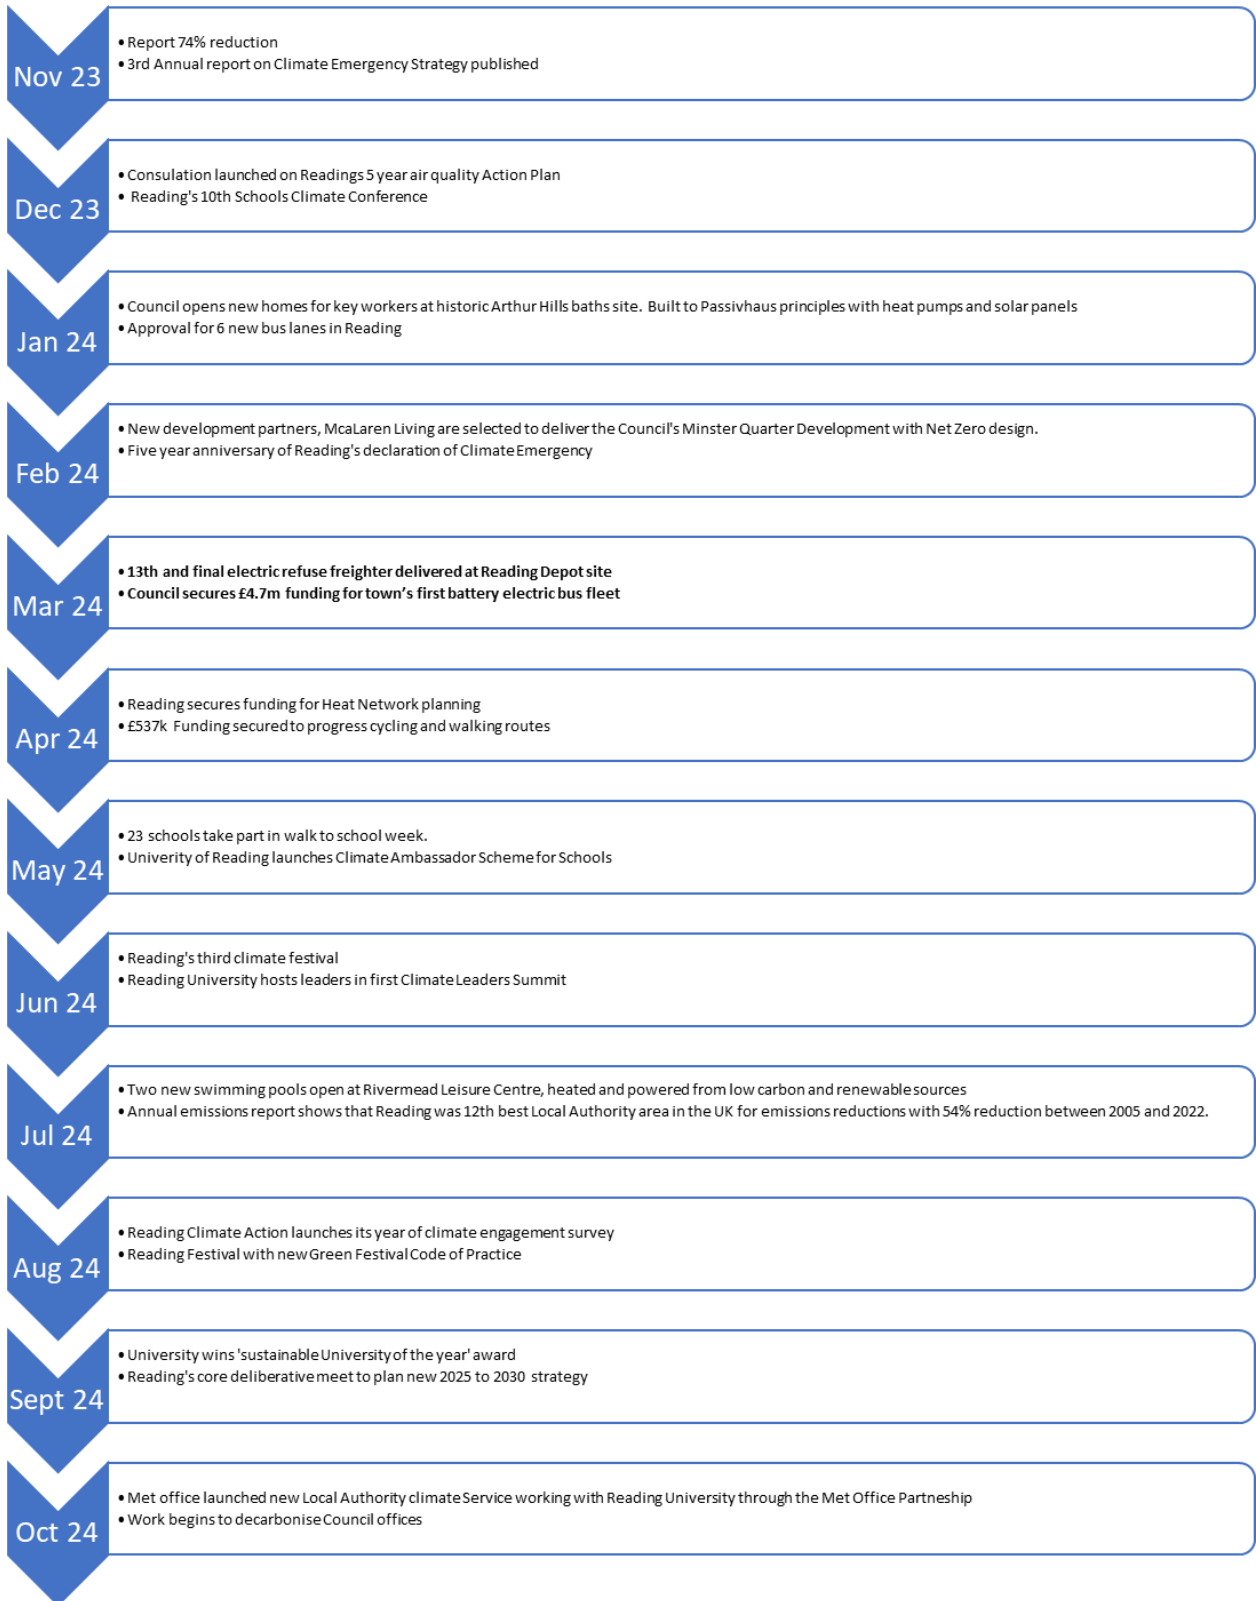 Nov 23
• Report 74% reduction
• 3rd Annual report on Climate Emergency Strategy published
Dec 23
• Consulation launched on Readings 5 year air quality Action Plan
• Reading's 10th Schools Climate Conference
Jan 24
• Council opens new homes for key workers at historic Arthur Hills baths site. Built to Passivhaus principles with heat pumps and solar panels
• Approval for 6 new bus lanes in Reading
Feb 24
• New development partners, McaLaren Living are selected to deliver the Council's Minster Quarter Development with Net Zero design.
• Five year anniversary of Reading's declaration of Climate Emergency
Mar 24
• 13th and final electric refuse freighter delivered at Reading Depot site
• Council secures £4.7m funding for town’s first battery electric bus fleet
Apr 24
• Reading secures funding for Heat Network planning
• £537k Funding secured to progress cycling and walking routes
May 24
• 23 schools take part in walk to school week.
• Univerity of Reading launches Climate Ambassador Scheme for Schools
Jun 24
• Reading's third climate festival
• Reading University hosts leaders in first Climate Leaders Summit
Jul 24
• Two new swimming pools open at Rivermead Leisure Centre, heated and powered from low carbon and renewable sources
• Annual emissions report shows that Reading was 12th best Local Authority area in the UK for emissions reductions with 54% reduction between 2005 and 2022.
Aug 24
• Reading Climate Action launches its year of climate engagement survey
• Reading Festival with new Green Festival Code of Practice
Sept 24
• University wins 'sustainable University of the year' award
• Reading's core deliberative meet to plan new 2025 to 2030 strategy
Oct 24
• Met office launched new Local Authority climate Service working with Reading University through the Met Office Partneship
• Work begins to decarbonise Council offices